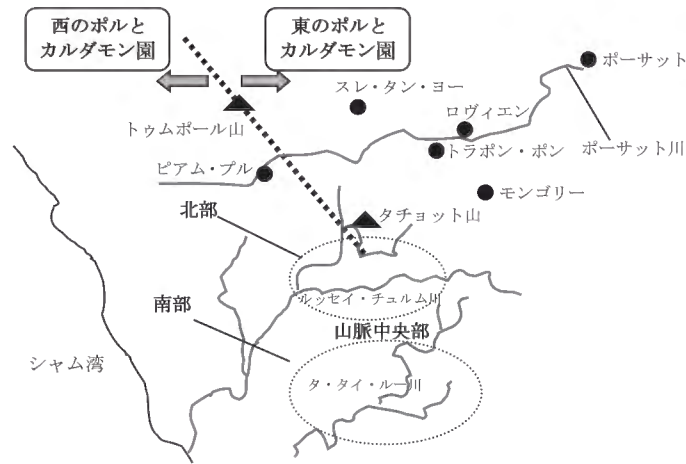 西のポルと
カルダモン園
東のポルと
カルダモン園
ポーサット
スレ・タン・ヨー
トゥムポール山
ロヴィエン
トラポン・ポン
ポーサット川
ピアム・プル
モンゴリー
北部
タチョット山
ルッセイ・チュルム川
南部
山脈中央部
シャム湾
タ・タイ・ルー川